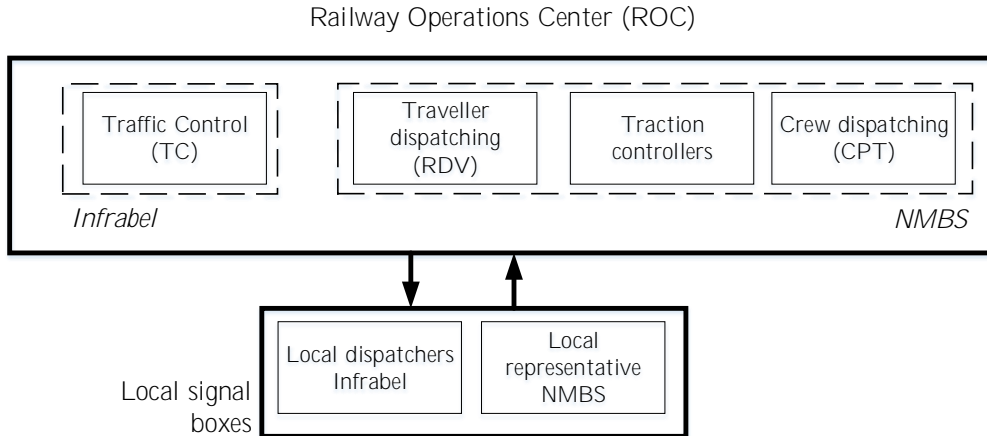 Railway Operations Center (ROC)
Traffic Control
(TC)
Traveller
dispatching
(RDV)
Traction
controllers
Crew dispatching
(CPT)
Infrabel
NMBS
Local dispatchers
Infrabel
Local
representative
NMBS
Local signal
boxes